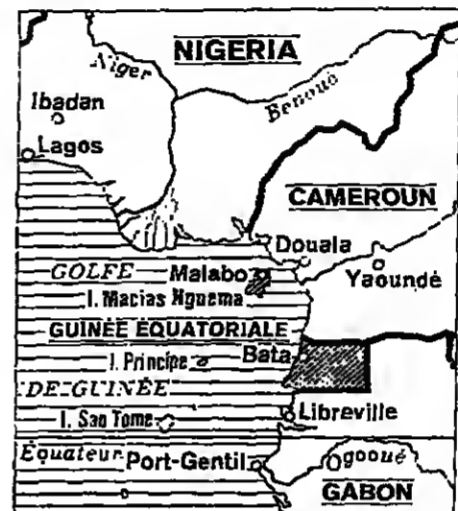 NIGERIA
Niger
Benoué
Ibadan
Lagos
CAMEROUN
Douala
Yaoundé
GOLFE
Malabo
I. Macias Nguema
GUINÉE ÉQUATORIALE
Bata
I. Principe
DE GUINÉE
I. Sao Tome
Libreville
Équateur
Port-Gentil
Ogooué
GABON